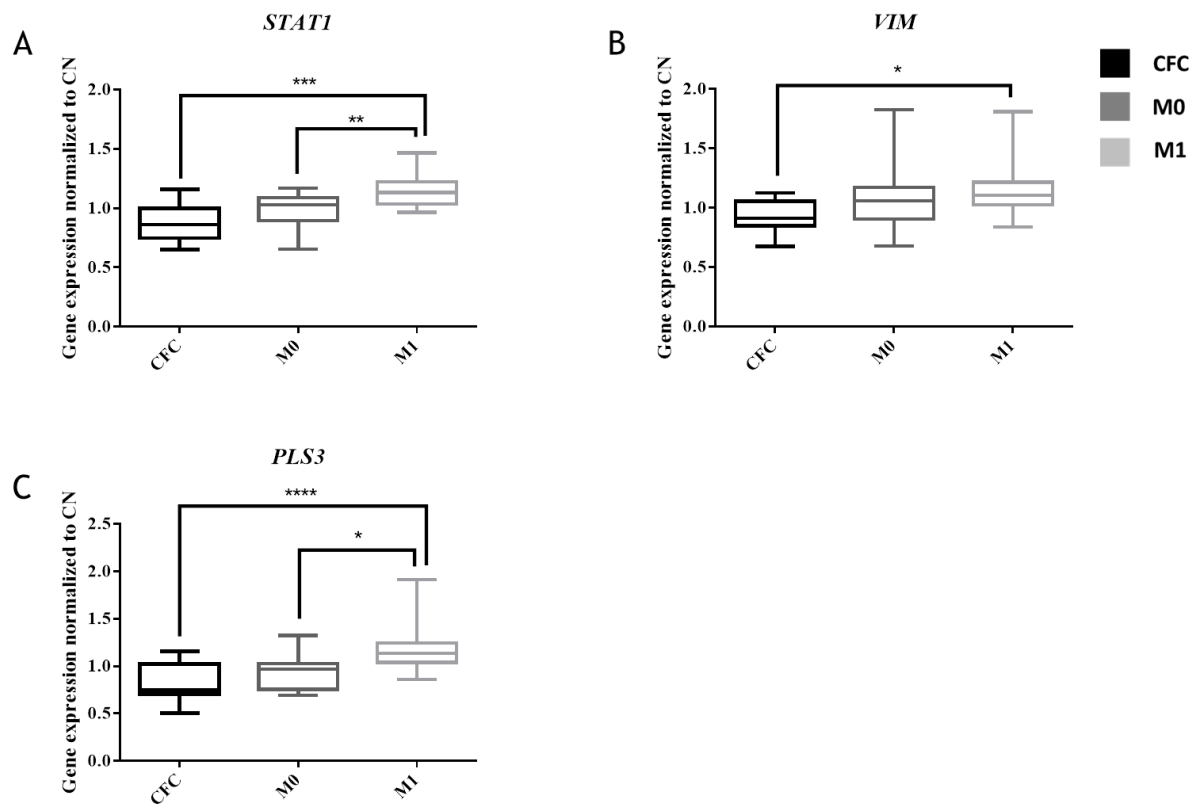 A
STAT1
Gene expression normalized to CN
2.0
1.5
1.0
0.5
0.0
***
**
CFC
M0
M1
B
VIM
Gene expression normalized to CN
2.0
1.5
1.0
0.5
0.0
*
CFC
M0
M1
CFC
M0
M1
C
PLS3
Gene expression normalized to CN
2.5
2.0
1.5
1.0
0.5
0.0
****
*
CFC
M0
M1